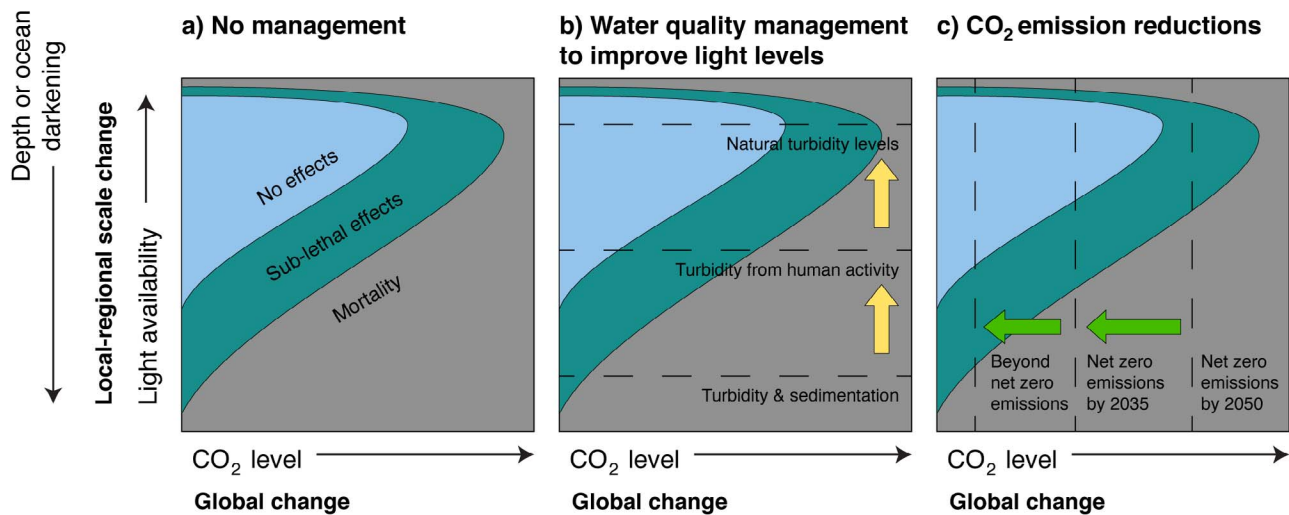 Depth or ocean
darkening
Local-regional scale change
Light availability
a) No management
No effects
Sub-lethal effects
Mortality
CO₂ level
Global change
b) Water quality management
to improve light levels
Natural turbidity levels
Turbidity from human activity
Turbidity & sedimentation
CO₂ level
Global change
c) CO₂ emission reductions
Beyond
net zero
emissions
Net zero
emissions
by 2035
Net zero
emissions
by 2050
CO₂ level
Global change